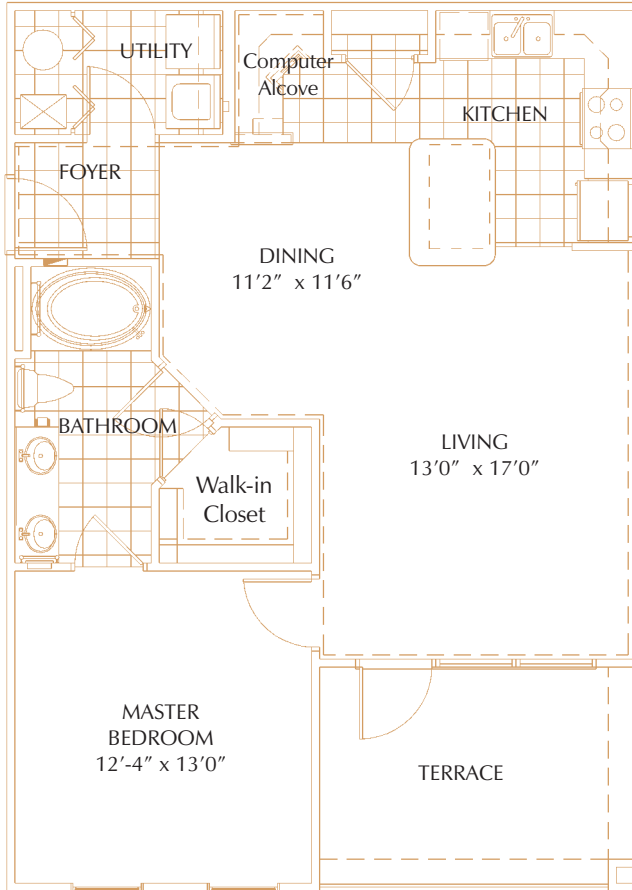 UTILITY
Computer
Alcove
KITCHEN
FOYER
DINING
11’2” x 11’6”
BATHROOM
LIVING
13’0” x 17’0”
Walk-in
Closet
MASTER
BEDROOM
12’-4” x 13’0”
TERRACE